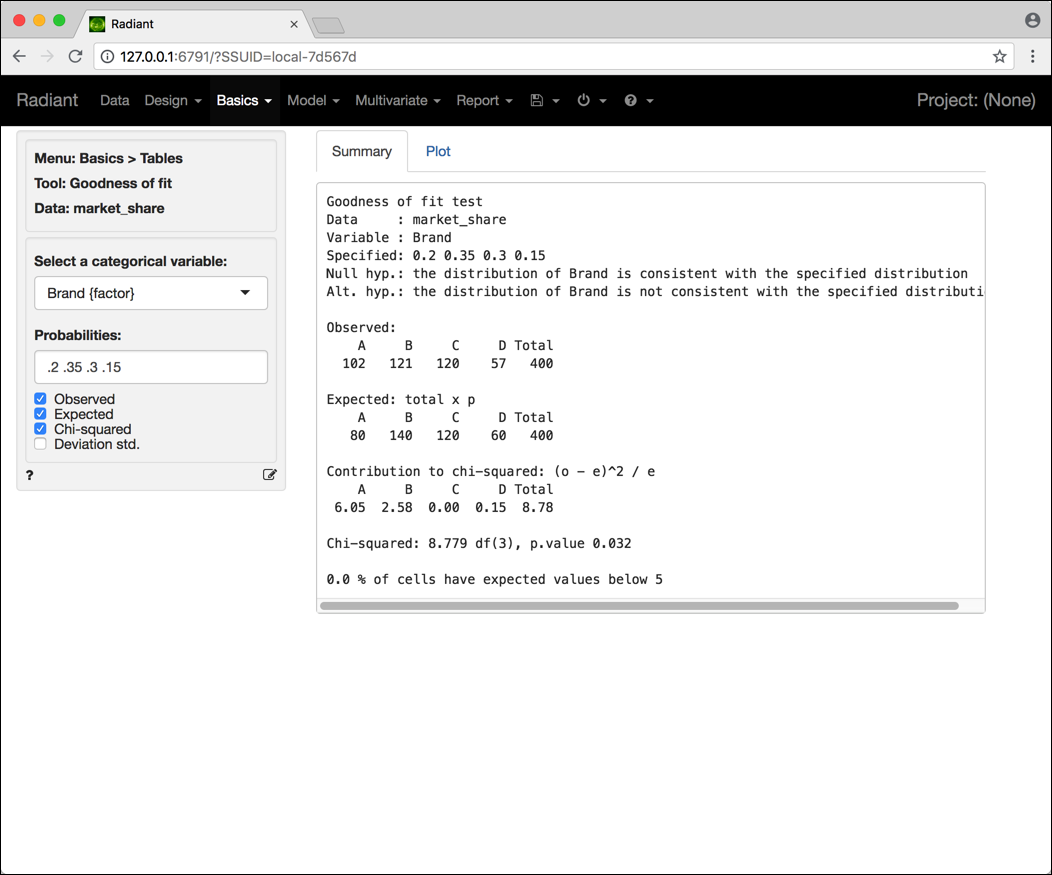 Radiant
127.0.0.1:6791/?SSUID=local-7d567d
Radiant Data Design Basics Model Multivariate Report Project: (None)
Menu: Basics > Tables
Tool: Goodness of fit
Data: market_share
Select a categorical variable:
Brand {factor}
Probabilities:
.2 .35 .3 .15
Observed
Expected
Chi-squared
Deviation std.
?
Summary Plot
Goodness of fit test
Data     : market_share
Variable : Brand
Specified: 0.2 0.35 0.3 0.15
Null hyp.: the distribution of Brand is consistent with the specified distribution
Alt. hyp.: the distribution of Brand is not consistent with the specified distributi
Observed:
A B C D Total
102 121 120 57 400
Expected: total x p
A B C D Total
80 140 120 60 400
Contribution to chi-squared: (o - e)^2 / e
A B C D Total
6.05 2.58 0.00 0.15 8.78
Chi-squared: 8.779 df(3), p.value 0.032
0.0 % of cells have expected values below 5